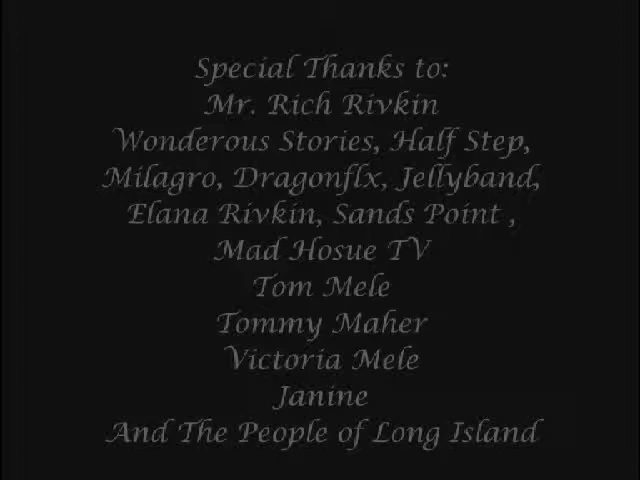 Special Thanks to:
Mr. Rich Rivkin
Wonderous Stories, Half Step,
Milagro, Dragonflx, Jellyband,
Elana Rivkin, Sands Point ,
Mad Hosue TV
Tom Mele
Tommy Maher
Victoria Mele
Janine
And The People of Long Island